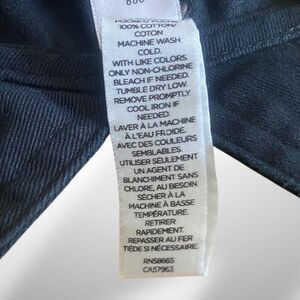 100% COTTON/
COTON
MACHINE WASH
COLD.
WITH LIKE COLORS.
ONLY NON-CHLORINE
BLEACH IF NEEDED.
TUMBLE DRY LOW.
REMOVE PROMPTLY.
COOL IRON IF
NEEDED.
LAVER À LA MACHINE
À L'EAU FROIDE.
AVEC DES COULEURS
SEMBLABLES.
UTILISER SEULEMENT
UN AGENT DE
BLANCHIMENT SANS
CHLORE, AU BESOIN.
SÉCHER À LA
MACHINE À BASSE
TEMPÉRATURE.
RETIRER
RAPIDEMENT.
REPASSER AU FER
TIÈDE SI NÉCESSAIRE.
RN58665
CA57963